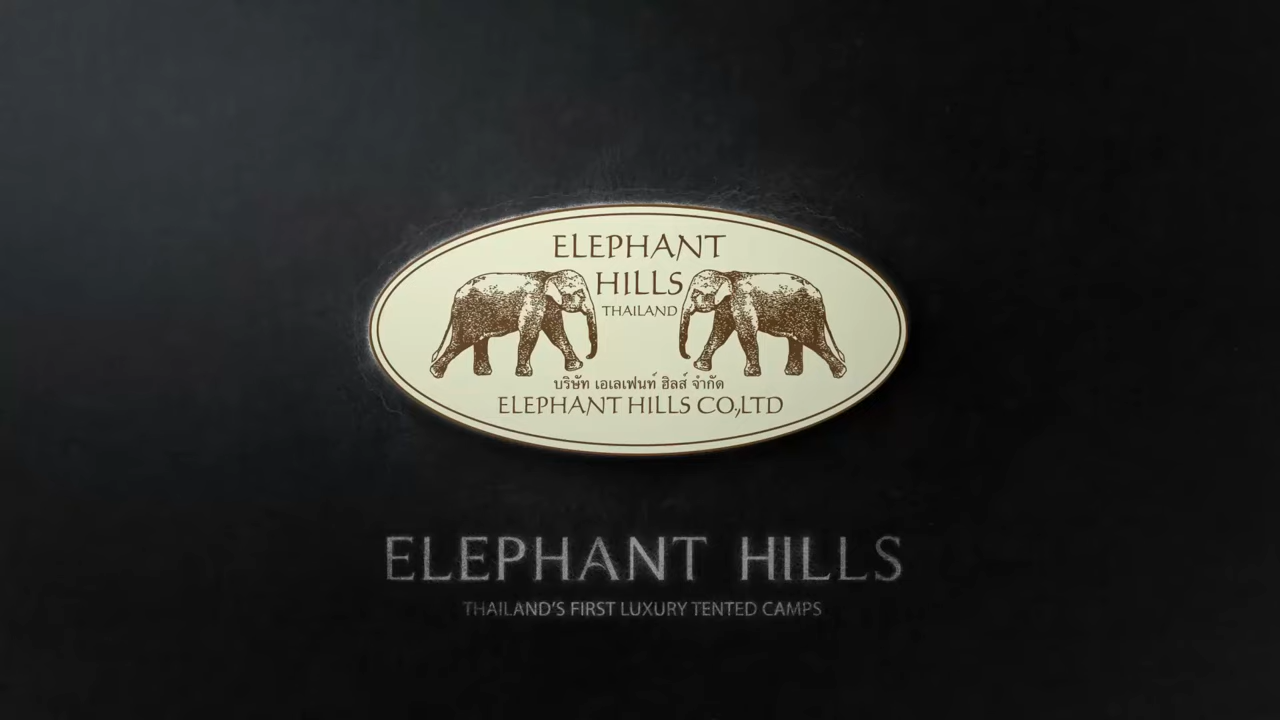 ELEPHANT
HILLS
THAILAND
บริษัท เอเลเฟนท์ ฮิลส์ จำกัด
ELEPHANT HILLS CO.,LTD
ELEPHANT HILLS
THAILAND'S FIRST LUXURY TENTED CAMPS